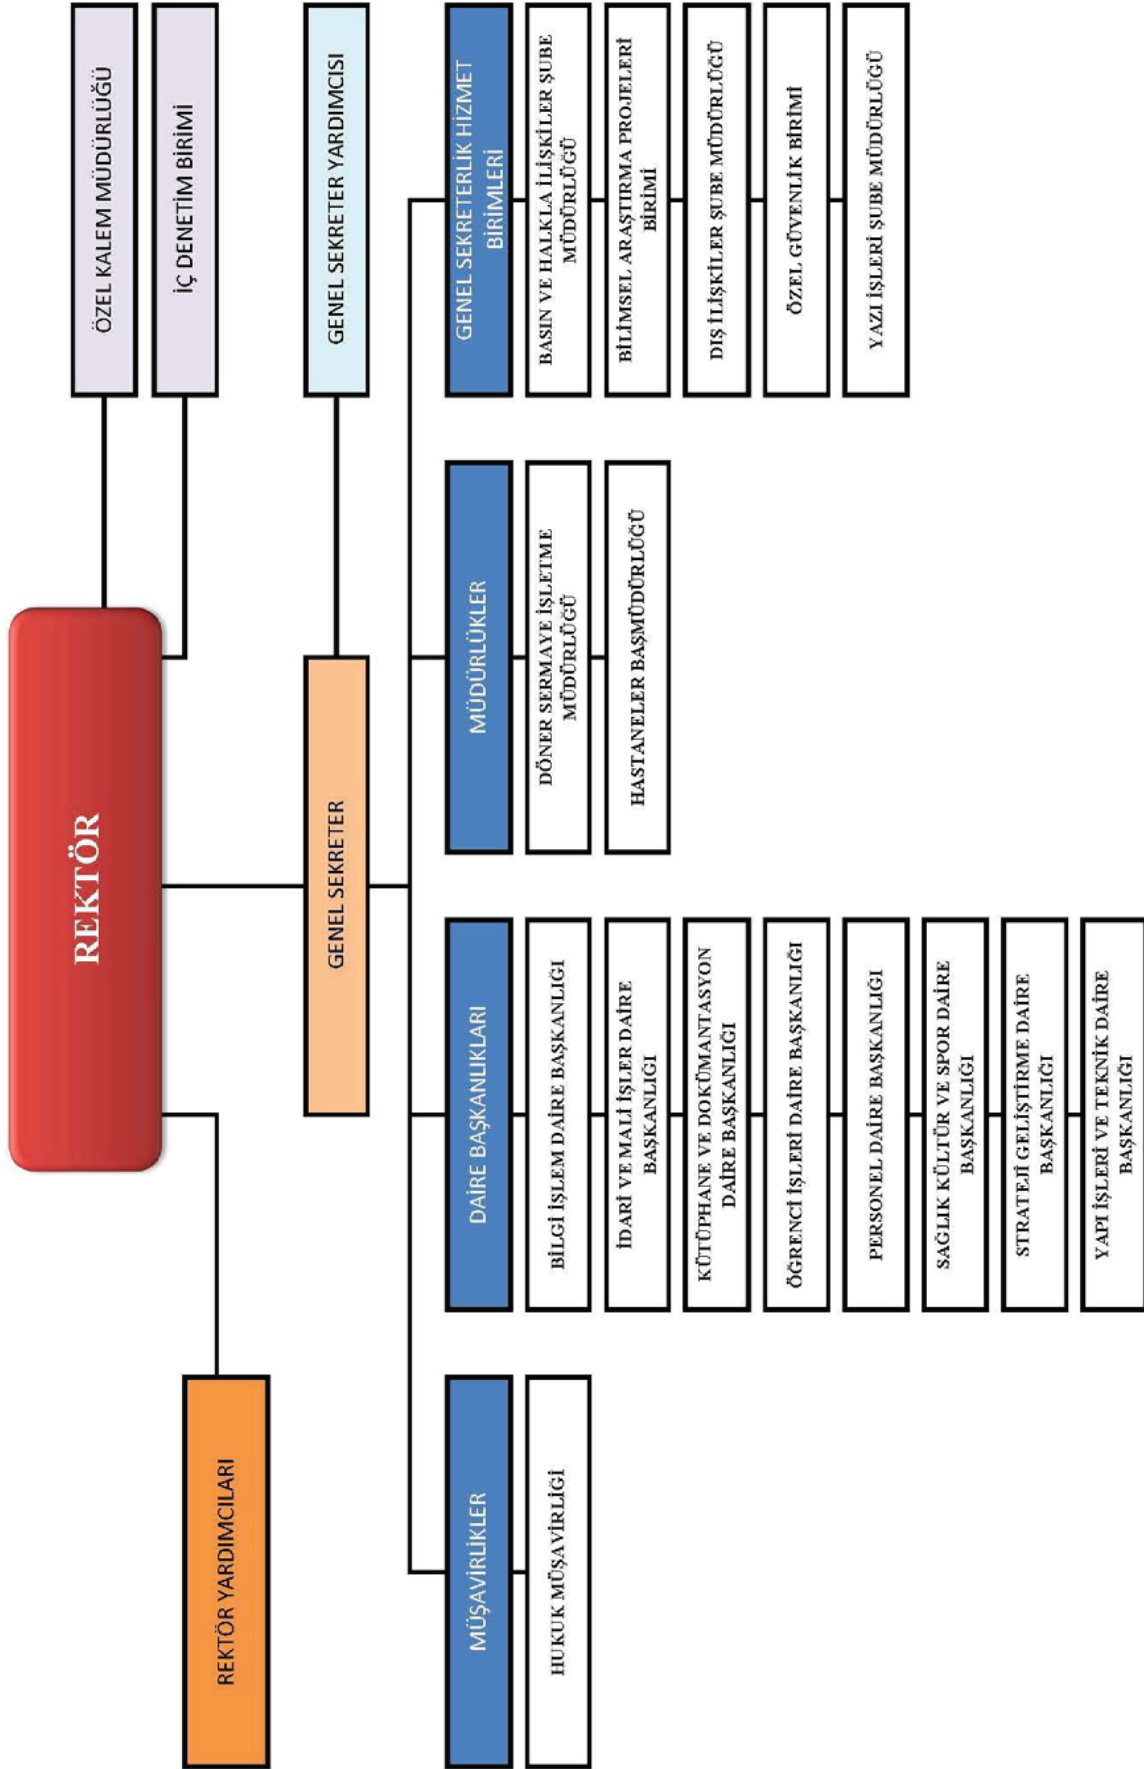 REKTÖR
ÖZEL KALEM MÜDÜRLÜĞÜ
İÇ DENETİM BİRİMİ
REKTÖR YARDIMCILARI
GENEL SEKRETER
GENEL SEKRETER YARDIMCISI
MÜŞAVİRLİKLER
HUKUK MÜŞAVİRLİĞİ
DAİRE BAŞKANLIKLARI
BİLGİ İŞLEM DAİRE BAŞKANLIĞI
İDARİ VE MALİ İŞLER DAİRE
BAŞKANLIĞI
KÜTÜPHANE VE DOKÜMANTASYON
DAİRE BAŞKANLIĞI
ÖĞRENCİ İŞLERİ DAİRE BAŞKANLIĞI
PERSONEL DAİRE BAŞKANLIĞI
SAĞLIK KÜLTÜR VE SPOR DAİRE
BAŞKANLIĞI
STRATEJİ GELİŞTİRME DAİRE
BAŞKANLIĞI
YAPI İŞLERİ VE TEKNİK DAİRE
BAŞKANLIĞI
MÜDÜRLÜKLER
DÖNER SERMAYE İŞLETME
MÜDÜRLÜĞÜ
HASTANELER BAŞMÜDÜRLÜĞÜ
GENEL SEKRETERLİK HİZMET
BİRİMLERİ
BASIN VE HALKLA İLİŞKİLER ŞUBE
MÜDÜRLÜĞÜ
BİLİMSEL ARAŞTIRMA PROJELERİ
BİRİMİ
DIŞ İLİŞKİLER ŞUBE MÜDÜRLÜĞÜ
ÖZEL GÜVENLİK BİRİMİ
YAZI İŞLERİ ŞUBE MÜDÜRLÜĞÜ